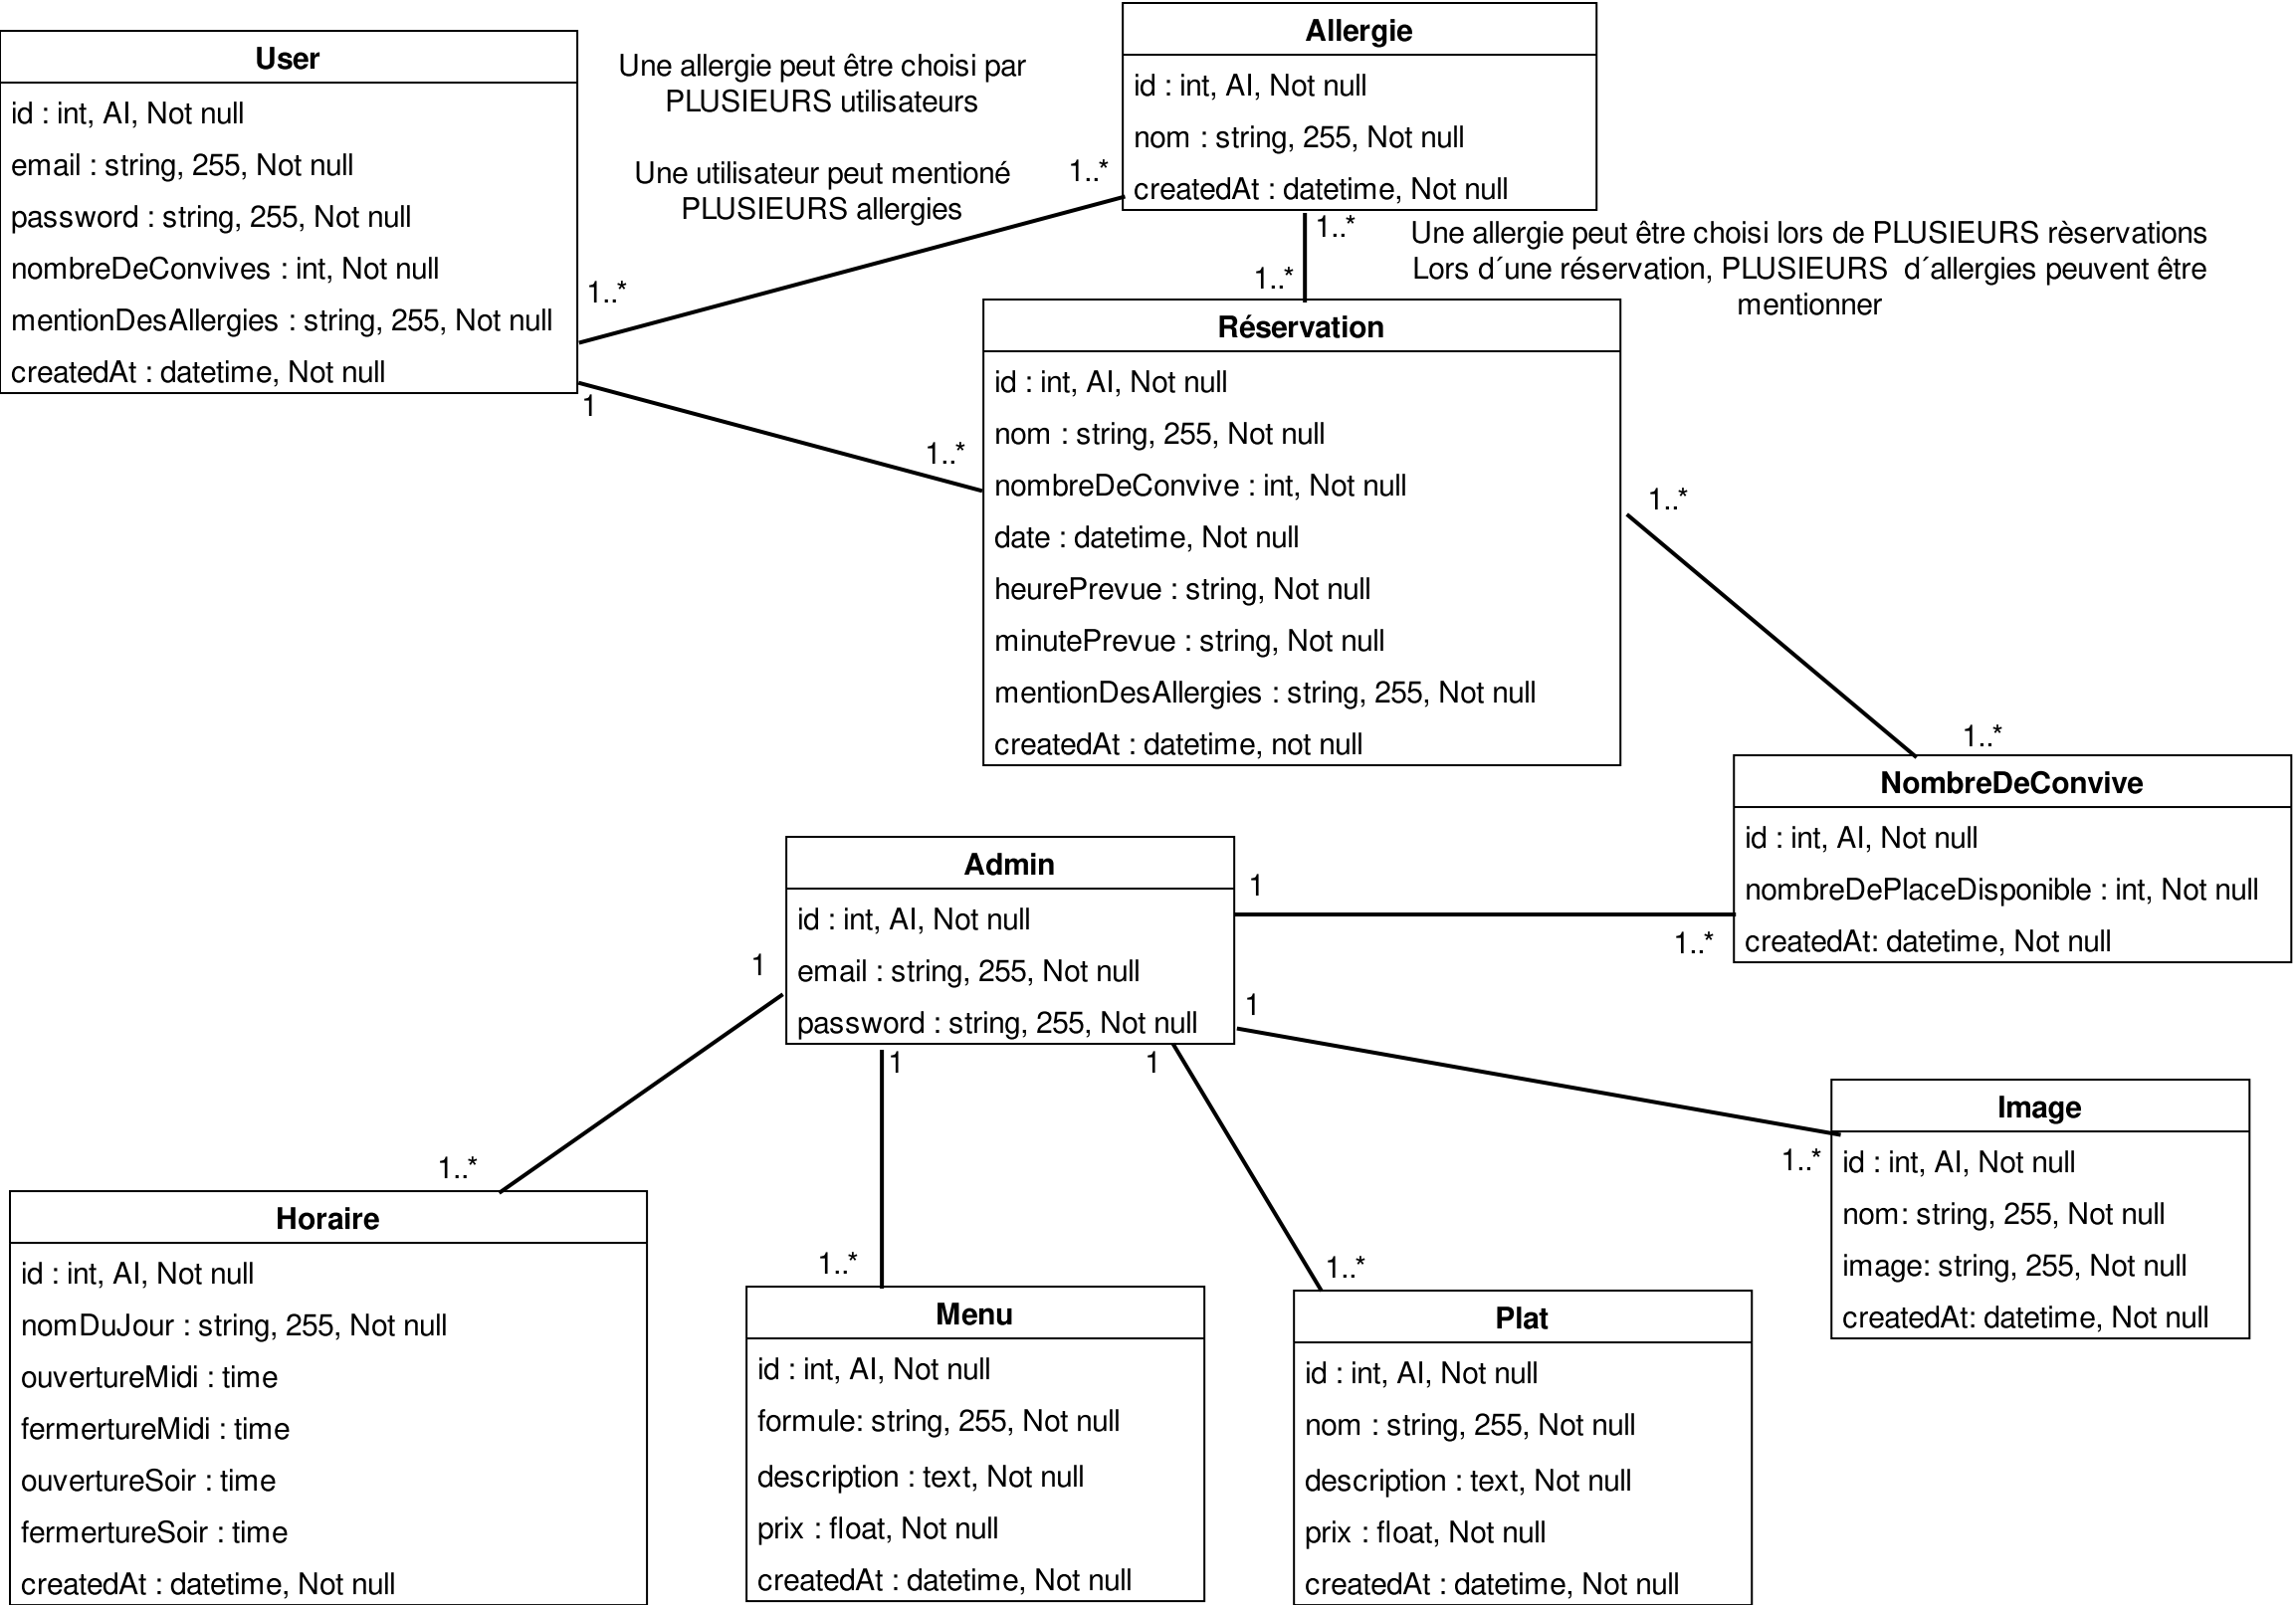 User
id : int, AI, Not null
email : string, 255, Not null
password : string, 255, Not null
nombreDeConvives : int, Not null
mentionDesAllergies : string, 255, Not null
createdAt : datetime, Not null
Une allergie peut être choisi par
PLUSIEURS utilisateurs
Une utilisateur peut mentioné
PLUSIEURS allergies
1..*
1..*
Allergie
id : int, AI, Not null
nom : string, 255, Not null
createdAt : datetime, Not null
1..*
1..*
Une allergie peut être choisi lors de PLUSIEURS rèservations
Lors d´une réservation, PLUSIEURS  d´allergies peuvent être
mentionner
1
1..*
Réservation
id : int, AI, Not null
nom : string, 255, Not null
nombreDeConvive : int, Not null
date : datetime, Not null
heurePrevue : string, Not null
minutePrevue : string, Not null
mentionDesAllergies : string, 255, Not null
createdAt : datetime, not null
1..*
1..*
NombreDeConvive
id : int, AI, Not null
nombreDePlaceDisponible : int, Not null
createdAt: datetime, Not null
Admin
id : int, AI, Not null
email : string, 255, Not null
password : string, 255, Not null
1
1..*
1
1..*
1
1..*
1
1..*
1
1..*
Horaire
id : int, AI, Not null
nomDuJour : string, 255, Not null
ouvertureMidi : time
fermertureMidi : time
ouvertureSoir : time
fermertureSoir : time
createdAt : datetime, Not null
Menu
id : int, AI, Not null
formule: string, 255, Not null
description : text, Not null
prix : float, Not null
createdAt : datetime, Not null
Plat
id : int, AI, Not null
nom : string, 255, Not null
description : text, Not null
prix : float, Not null
createdAt : datetime, Not null
Image
id : int, AI, Not null
nom: string, 255, Not null
image: string, 255, Not null
createdAt: datetime, Not null